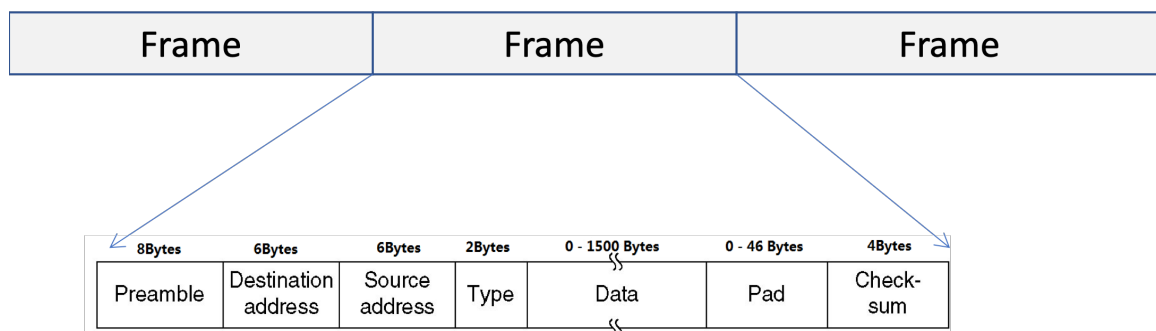 Frame Frame Frame
8Bytes 6Bytes 6Bytes 2Bytes 0 - 1500 Bytes 0 - 46 Bytes 4Bytes
Preamble Destination address Source address Type Data Pad Check-sum